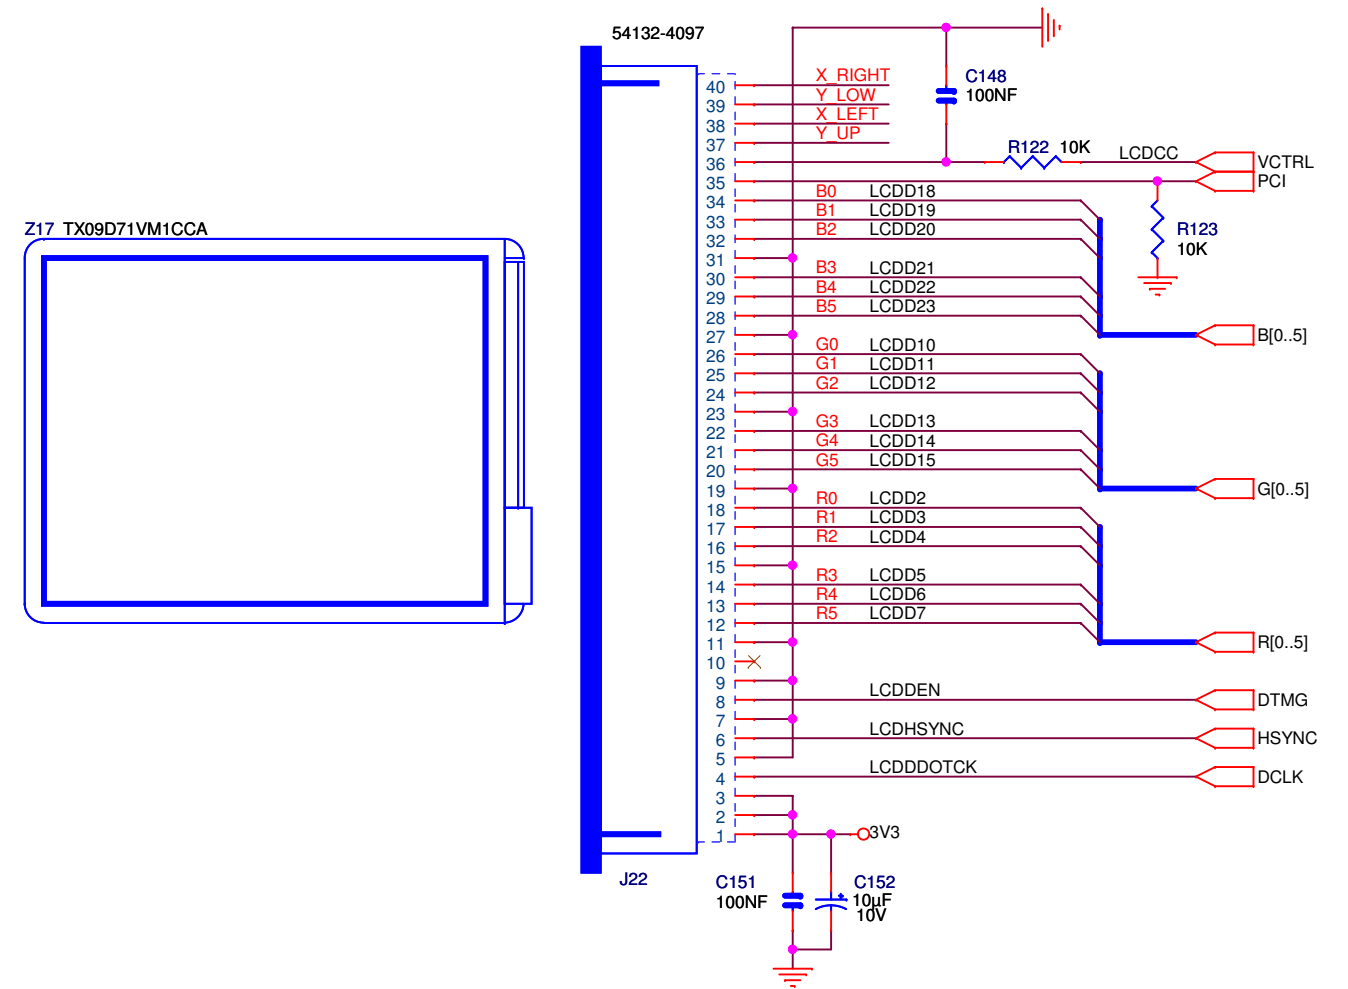 54132-4097
40 X_RIGHT
39 Y_LOW
38 X_LEFT
37 Y_UP
C148
100NF
36 R122 10K LCDCC VCTRL
35 PCI
34 B0 LCDD18
33 B1 LCDD19
32 B2 LCDD20
R123
10K
31
30 B3 LCDD21
29 B4 LCDD22
28 B5 LCDD23
27 B[0..5]
26 G0 LCDD10
25 G1 LCDD11
24 G2 LCDD12
23
22 G3 LCDD13
21 G4 LCDD14
20 G5 LCDD15
19 G[0..5]
18 R0 LCDD2
17 R1 LCDD3
16 R2 LCDD4
15
14 R3 LCDD5
13 R4 LCDD6
12 R5 LCDD7
11 R[0..5]
10
9
8 LCDDEN DTMG
7
6 LCDHSYNC HSYNC
5
4 LCDDDOTCK DCLK
3
2
1 3V3
J22
C151
100NF
C152
10µF
10V
Z17 TX09D71VM1CCA